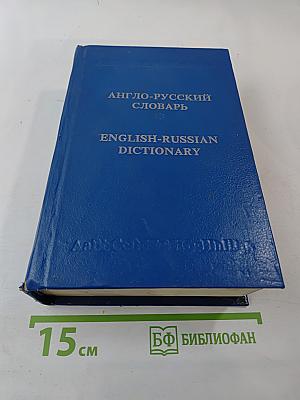 АНГЛО-РУССКИЙ
СЛОВАРЬ
ENGLISH-RUSSIAN
DICTIONARY
15 см
БФ БИБЛИОФАН